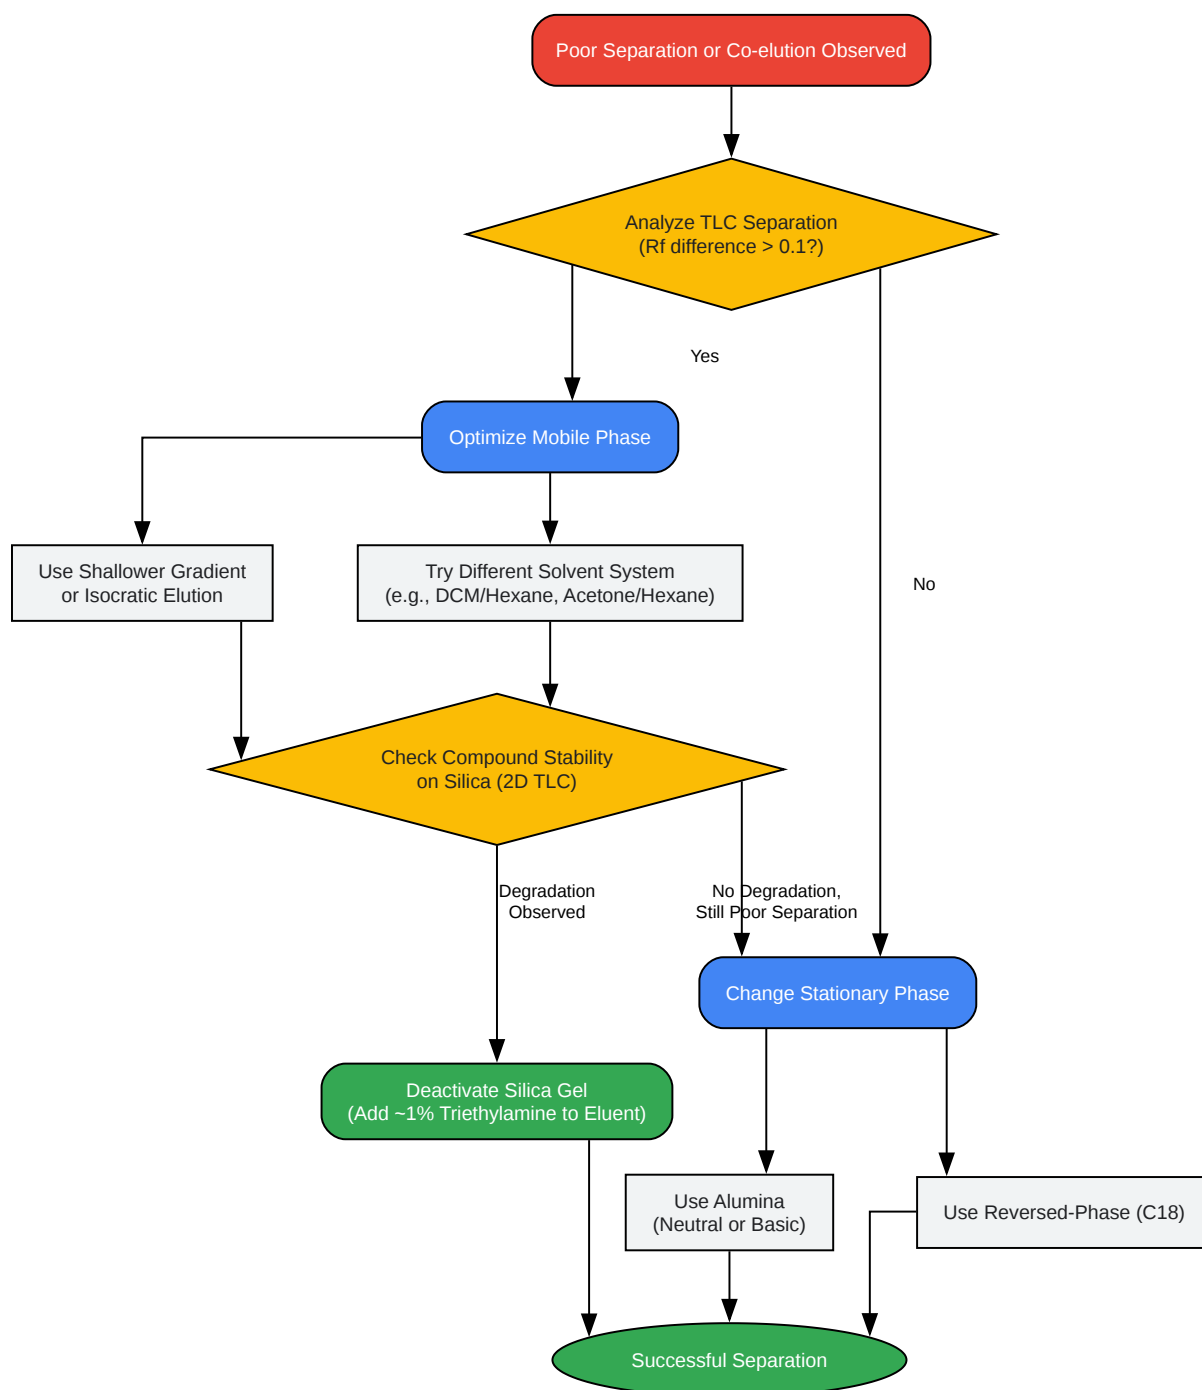 Poor Separation or Co-elution Observed
Analyze TLC Separation
(Rf difference > 0.1?)
Yes
Optimize Mobile Phase
Use Shallower Gradient
or Isocratic Elution
Try Different Solvent System
(e.g., DCM/Hexane, Acetone/Hexane)
No
Check Compound Stability
on Silica (2D TLC)
Degradation
Observed
No Degradation,
Still Poor Separation
Change Stationary Phase
Deactivate Silica Gel
(Add ~1% Triethylamine to Eluent)
Use Alumina
(Neutral or Basic)
Use Reversed-Phase (C18)
Successful Separation